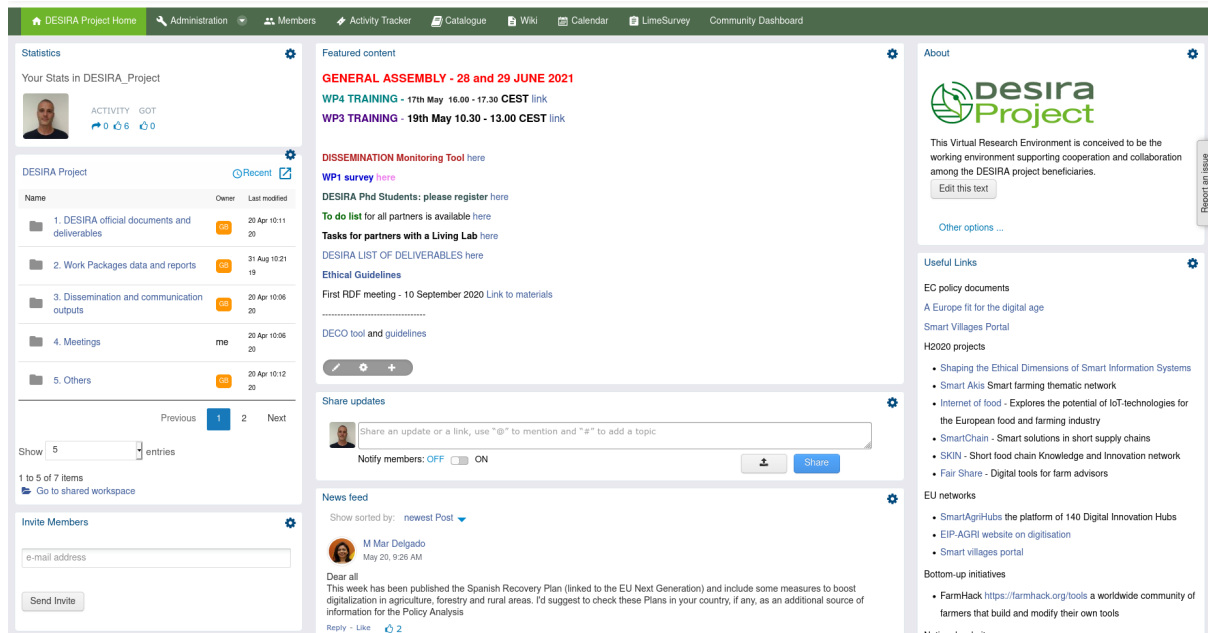 DESIRA Project Home Administration Members Activity Tracker Catalogue Wiki Calendar LimeSurvey Community Dashboard
Statistics
Your Stats in DESIRA_Project
ACTIVITY GOT
0 6 0
DESIRA Project Recent
Name Owner Last modified
1. DESIRA official documents and
deliverables
GB
20 Apr 10:11
20
2. Work Packages data and reports
GB
31 Aug 10:21
19
3. Dissemination and communication
outputs
GB
20 Apr 10:06
20
4. Meetings
me
20 Apr 10:06
20
5. Others
GB
20 Apr 10:12
20
Previous 1 2 Next
Show 5 entries
1 to 5 of 7 items
Go to shared workspace
Invite Members
e-mail address
Send Invite
Featured content
GENERAL ASSEMBLY - 28 and 29 JUNE 2021
WP4 TRAINING - 17th May 16.00 - 17.30 CEST link
WP3 TRAINING - 19th May 10.30 - 13.00 CEST link
DISSEMINATION Monitoring Tool here
WP1 survey here
DESIRA Phd Students: please register here
To do list for all partners is available here
Tasks for partners with a Living Lab here
DESIRA LIST OF DELIVERABLES here
Ethical Guidelines
First RDF meeting - 10 September 2020 Link to materials
----------------------------------
DECO tool and guidelines
Share updates
Share an update or a link, use "@" to mention and "#" to add a topic
Notify members: OFF ON
Share
News feed
Show sorted by: newest Post
M Mar Delgado
May 20, 9:26 AM
Dear all
This week has been published the Spanish Recovery Plan (linked to the EU Next Generation) and include some measures to boost
digitalization in agriculture, forestry and rural areas. I'd suggest to check these Plans in your country, if any, as an additional source of
information for the Policy Analysis
Reply - Like 2
About
Desira
Project
This Virtual Research Environment is conceived to be the
working environment supporting cooperation and collaboration
among the DESIRA project beneficiaries.
Edit this text
Other options ...
Report an issue
Useful Links
EC policy documents
A Europe fit for the digital age
Smart Villages Portal
H2020 projects
• Shaping the Ethical Dimensions of Smart Information Systems
• Smart Akis Smart farming thematic network
• Internet of food - Explores the potential of IoT-technologies for
the European food and farming industry
• SmartChain - Smart solutions in short supply chains
• SKIN - Short food chain Knowledge and Innovation network
• Fair Share - Digital tools for farm advisors
EU networks
• SmartAgriHubs the platform of 140 Digital Innovation Hubs
• EIP-AGRI website on digitisation
• Smart villages portal
Bottom-up initiatives
• FarmHack https://farmhack.org/tools a worldwide community of
farmers that build and modify their own tools